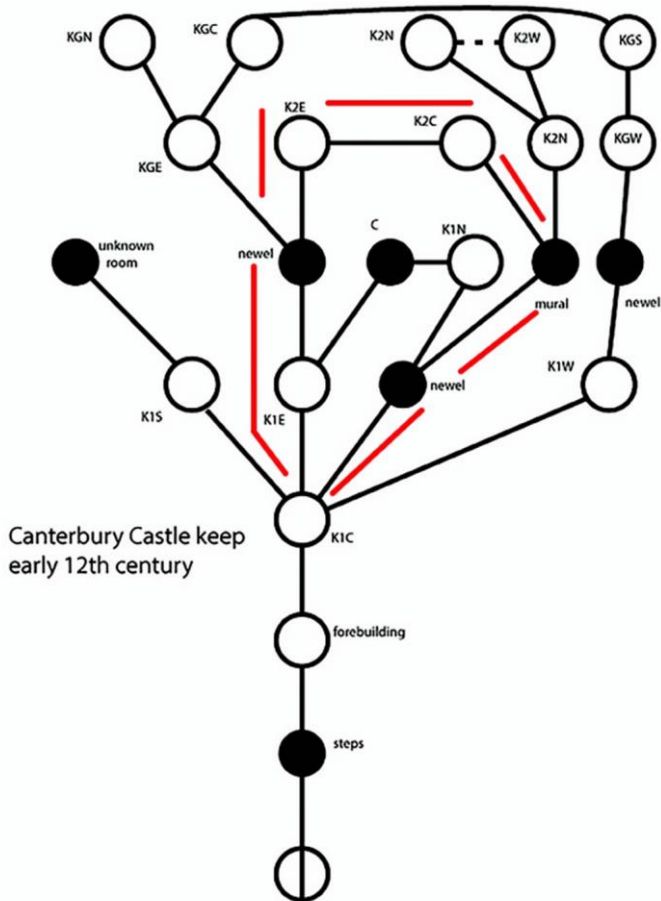 KGN
KGC
K2N
K2W
KGS
K2E
K2C
K2N
KGW
KGE
C
K1N
unknown
room
newel
mural
newel
newel
K1W
K1S
K1E
K1C
Canterbury Castle keep
early 12th century
forebuilding
steps